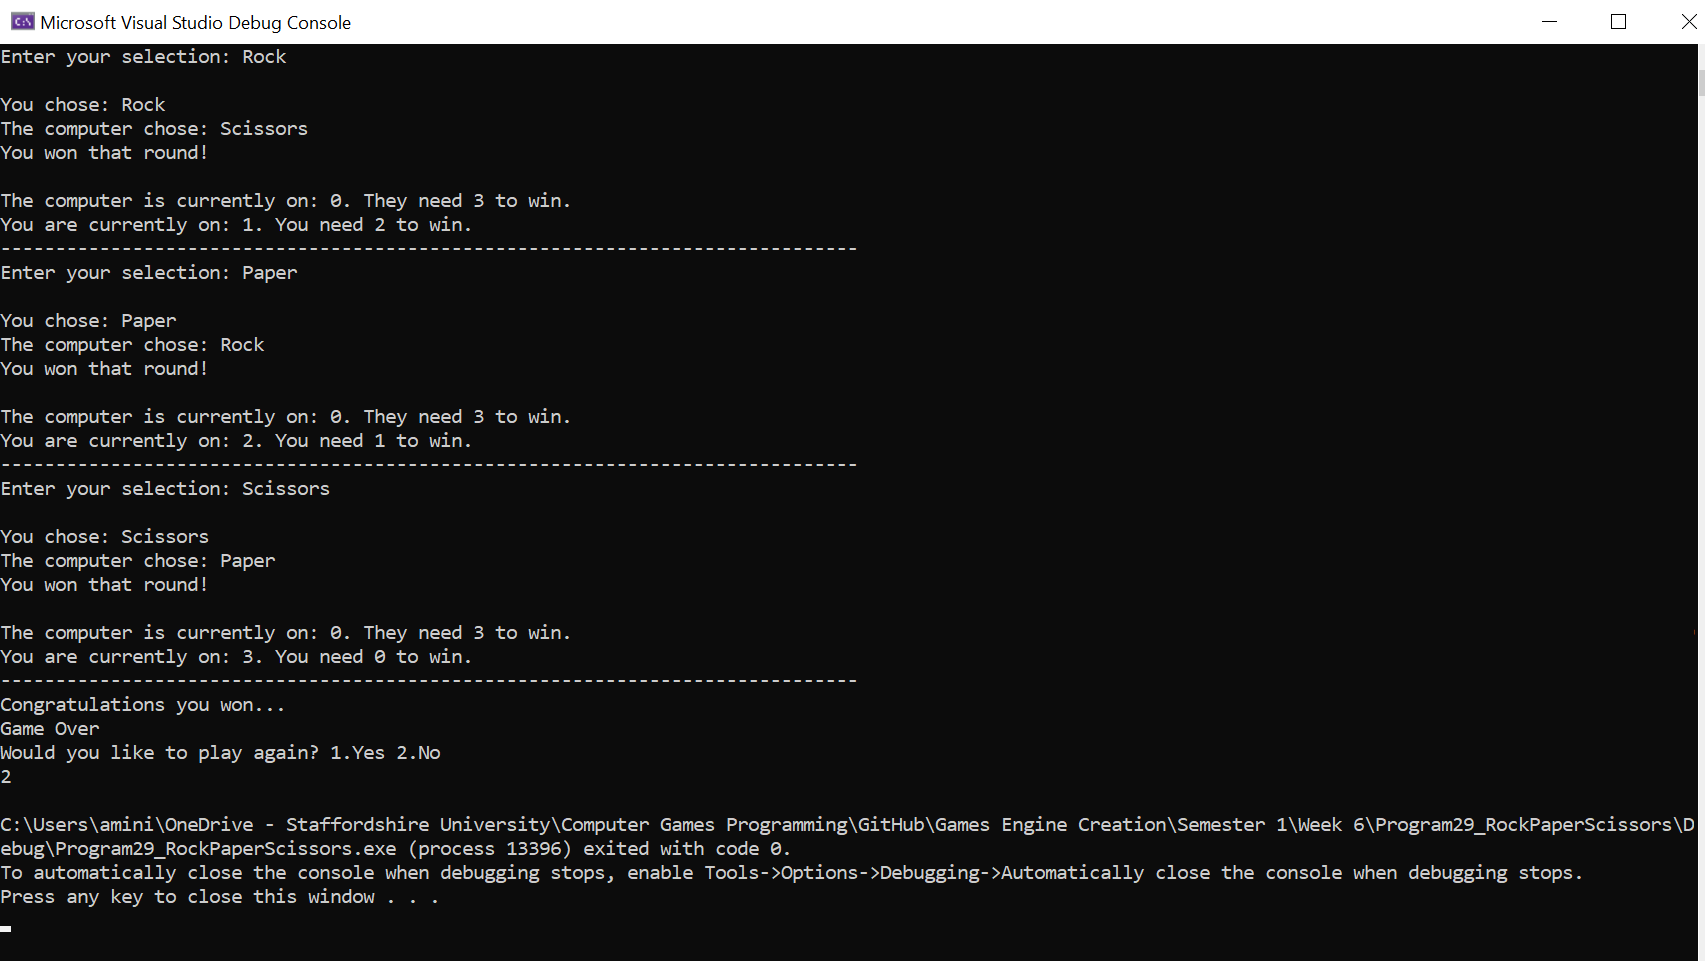 Microsoft Visual Studio Debug Console
Enter your selection: Rock
You chose: Rock
The computer chose: Scissors
You won that round!
The computer is currently on: 0. They need 3 to win.
You are currently on: 1. You need 2 to win.
------------------------------------------------------------------------------
Enter your selection: Paper
You chose: Paper
The computer chose: Rock
You won that round!
The computer is currently on: 0. They need 3 to win.
You are currently on: 2. You need 1 to win.
------------------------------------------------------------------------------
Enter your selection: Scissors
You chose: Scissors
The computer chose: Paper
You won that round!
The computer is currently on: 0. They need 3 to win.
You are currently on: 3. You need 0 to win.
------------------------------------------------------------------------------
Congratulations you won...
Game Over
Would you like to play again? 1.Yes 2.No
2
C:\Users\amini\OneDrive - Staffordshire University\Computer Games Programming\GitHub\Games Engine Creation\Semester 1\Week 6\Program29_RockPaperScissors\D
ebug\Program29_RockPaperScissors.exe (process 13396) exited with code 0.
To automatically close the console when debugging stops, enable Tools->Options->Debugging->Automatically close the console when debugging stops.
Press any key to close this window . . .